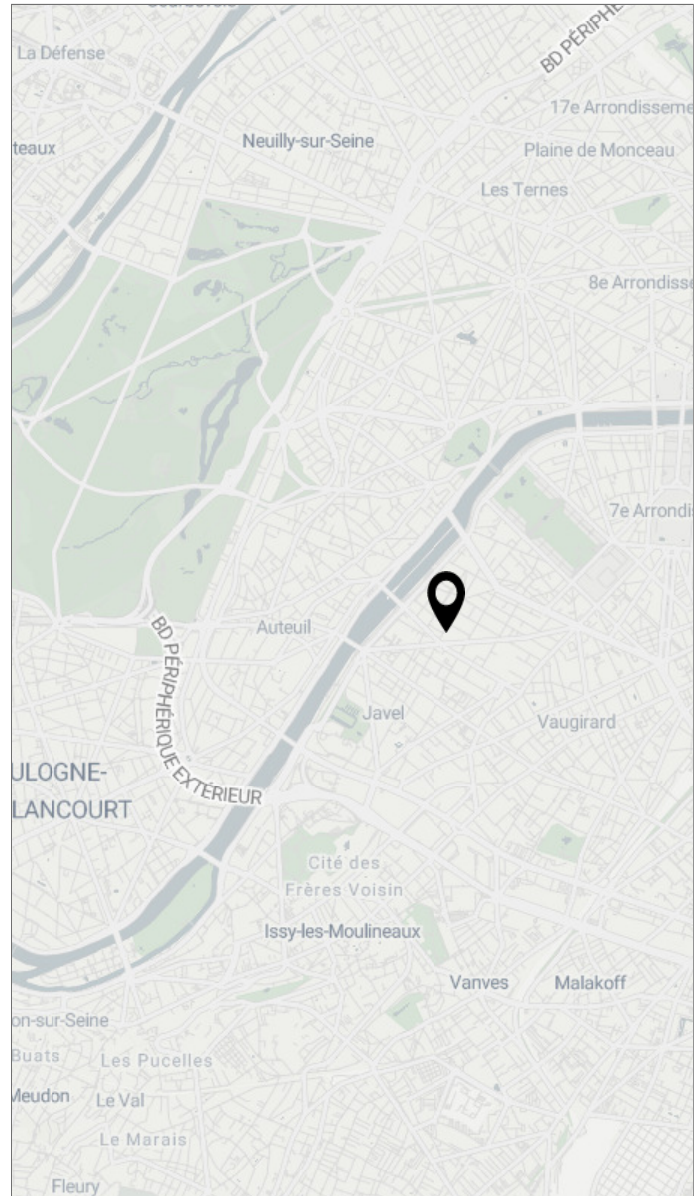 La Défense
BD PÉRIPHE
17e Arrondisseme
teaux
Neuilly-sur-Seine
Plaine de Monceau
Les Ternes
8e Arrondisse
7e Arrondi
Auteuil
BD PÉRIPHÉRIQUE EXTÉRIEUR
Javel
Vaugirard
ULOGNE-
LANCOURT
Cité des
Frères Voisin
Issy-les-Moulineaux
Vanves
Malakoff
on-sur-Seine
Buats
Les Pucelles
Meudon
Le Val
Le Marais
Fleury